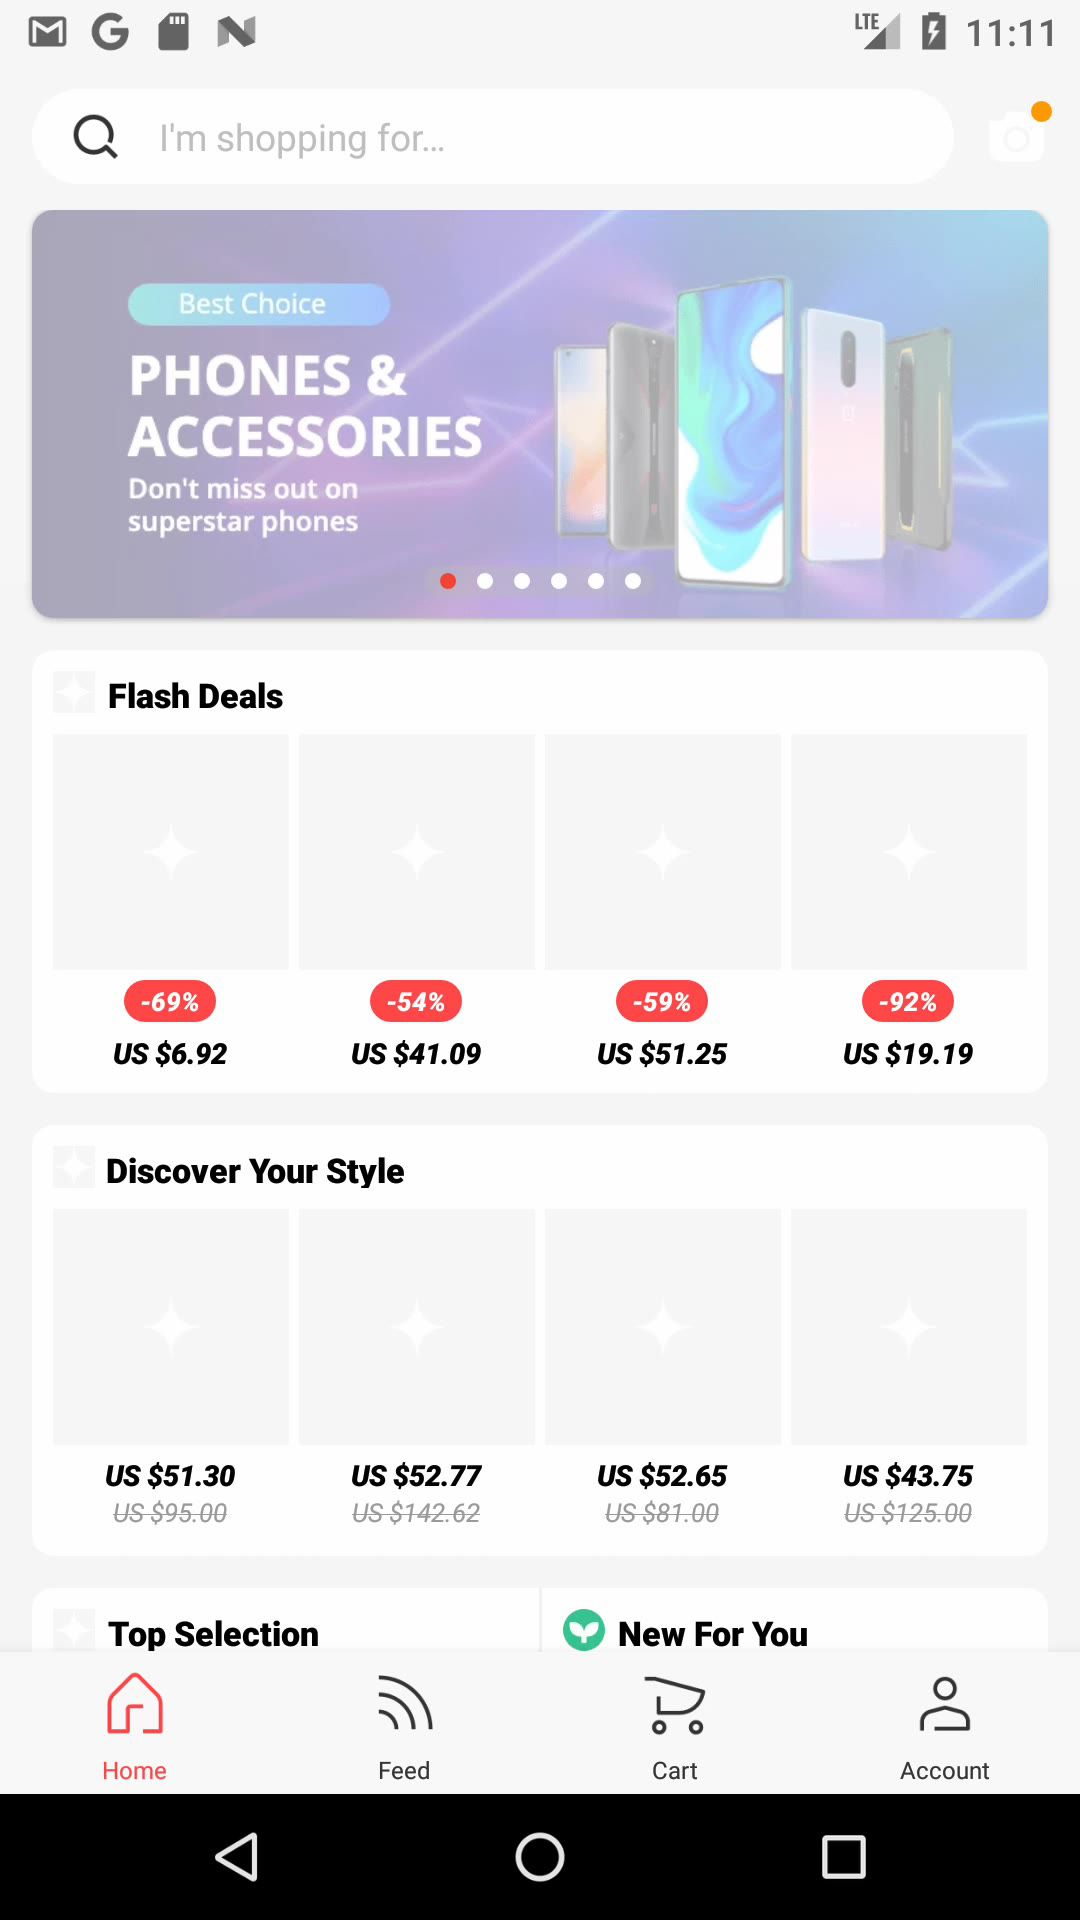 LTE 11:11
I'm shopping for...
Best Choice
PHONES &
ACCESSORIES
Don't miss out on
superstar phones
Flash Deals
-69% -54% -59% -92%
US $6.92 US $41.09 US $51.25 US $19.19
Discover Your Style
US $51.30 US $52.77 US $52.65 US $43.75
US $95.00 US $142.62 US $81.00 US $125.00
Top Selection New For You
Home Feed Cart Account